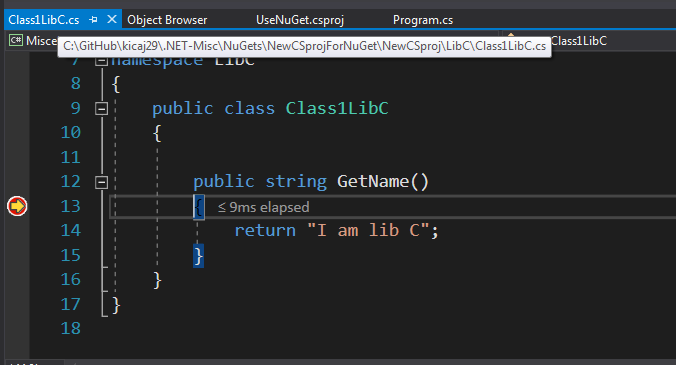 Class1LibC.cs
Object Browser
UseNuGet.csproj
Program.cs
C# Misce
C:\GitHub\kicaj29\.NET-Misc\NuGets\NewCSprojForNuGet\NewCSproj\LibC\Class1LibC.cs
Class1LibC
7 namespace LibC
8 {
9 public class Class1LibC
10 {
11
12 public string GetName()
13 { ≤ 9ms elapsed
14 return "I am lib C";
15 }
16 }
17 }
18